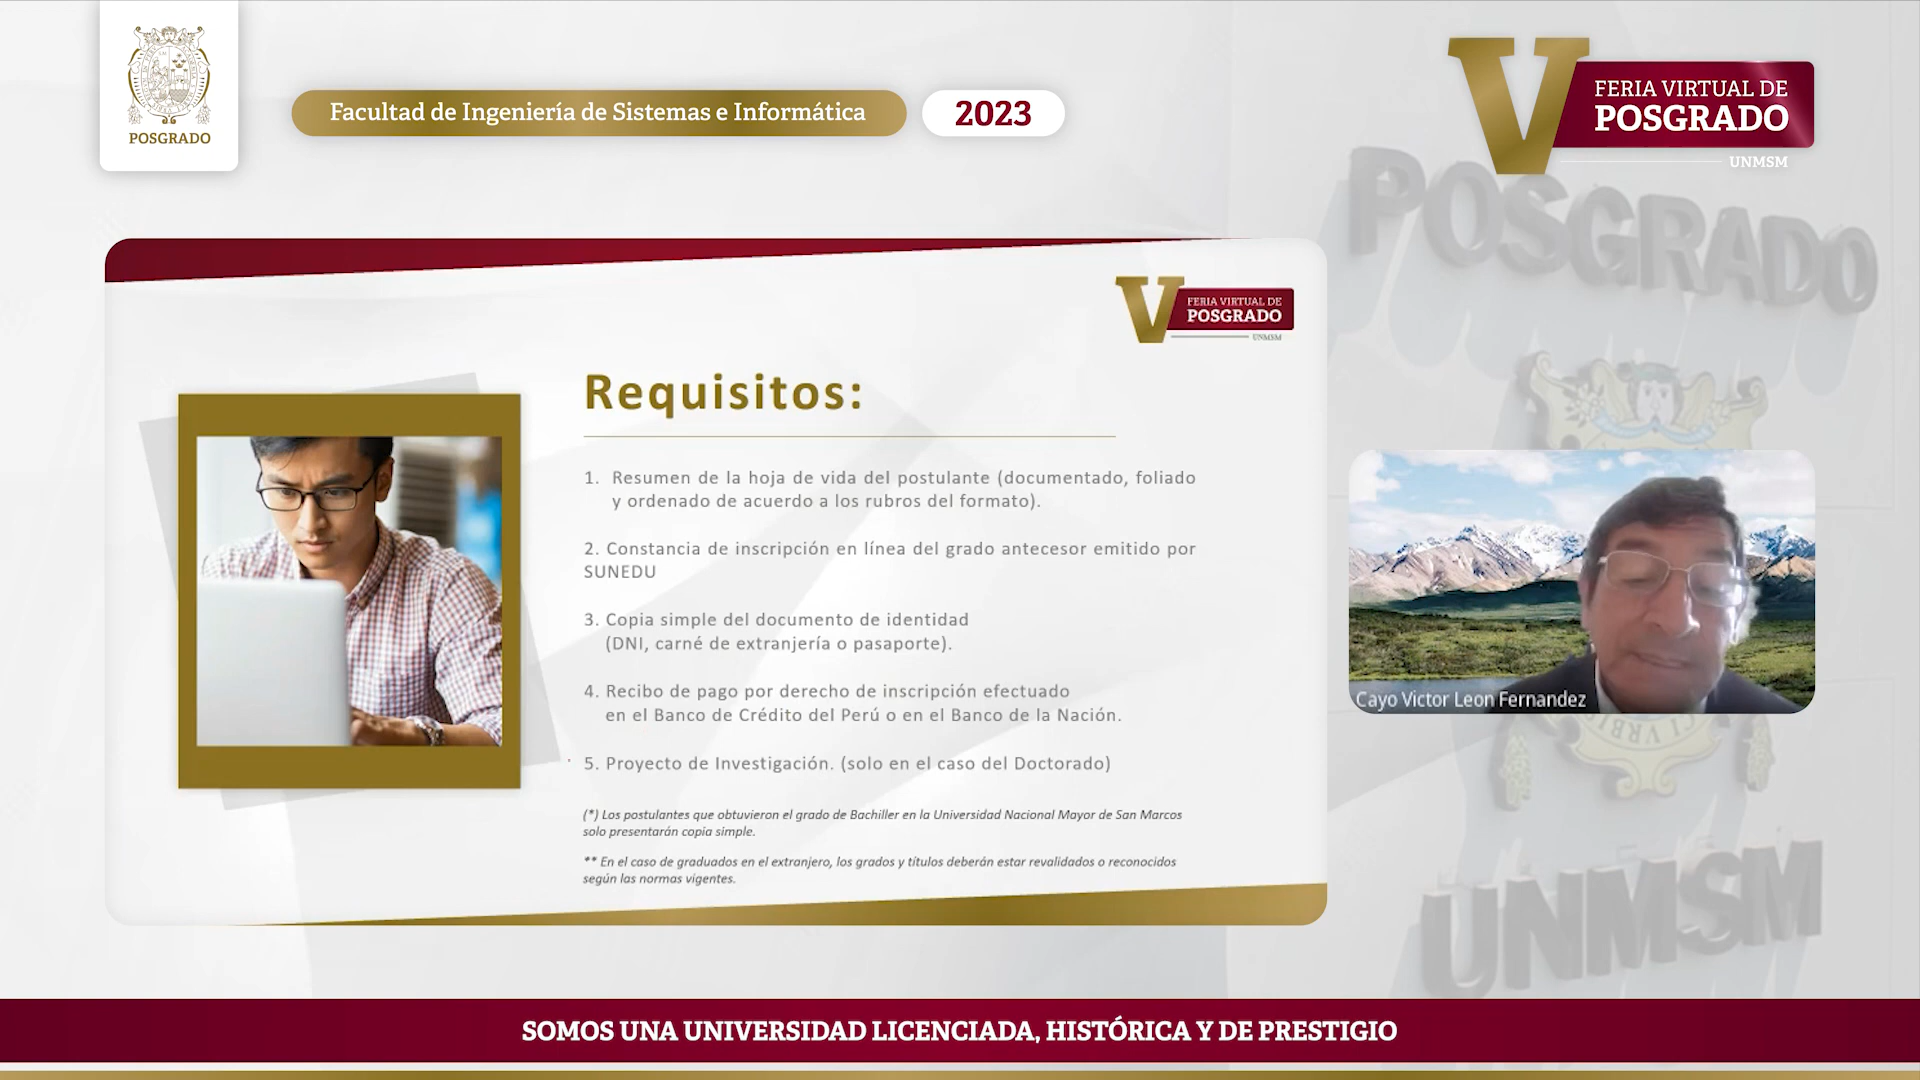 POSGRADO
Facultad de Ingeniería de Sistemas e Informática
2023
V
FERIA VIRTUAL DE
POSGRADO
UNMSM
POSGRADO
V
FERIA VIRTUAL DE
POSGRADO
UNMSM
Requisitos:
1. Resumen de la hoja de vida del postulante (documentado, foliado
y ordenado de acuerdo a los rubros del formato).
2. Constancia de inscripción en línea del grado antecesor emitido por
SUNEDU
3. Copia simple del documento de identidad
(DNI, carné de extranjería o pasaporte).
4. Recibo de pago por derecho de inscripción efectuado
en el Banco de Crédito del Perú o en el Banco de la Nación.
5. Proyecto de Investigación. (solo en el caso del Doctorado)
(*) Los postulantes que obtuvieron el grado de Bachiller en la Universidad Nacional Mayor de San Marcos
solo presentarán copia simple.
** En el caso de graduados en el extranjero, los grados y títulos deberán estar revalidados o reconocidos
según las normas vigentes.
Cayo Victor Leon Fernandez
UNMSM
SOMOS UNA UNIVERSIDAD LICENCIADA, HISTÓRICA Y DE PRESTIGIO